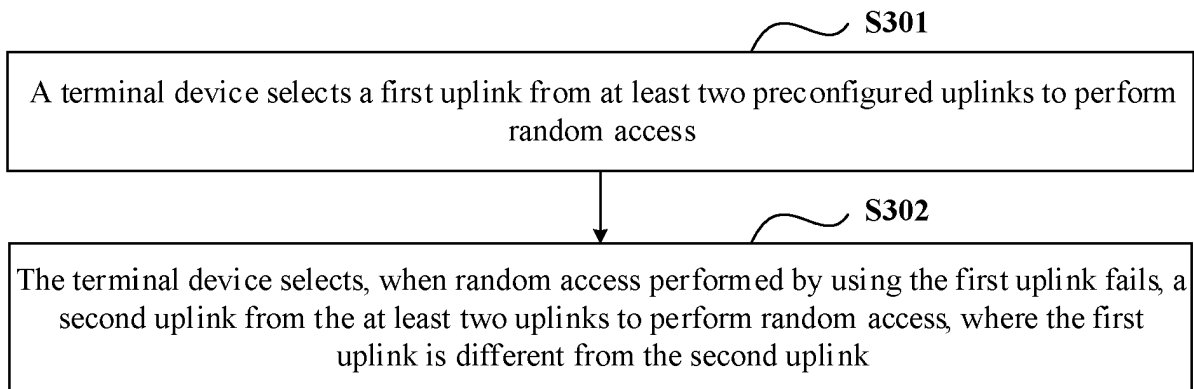 S301
A terminal device selects a first uplink from at least two preconfigured uplinks to perform
random access
S302
The terminal device selects, when random access performed by using the first uplink fails, a
second uplink from the at least two uplinks to perform random access, where the first
uplink is different from the second uplink